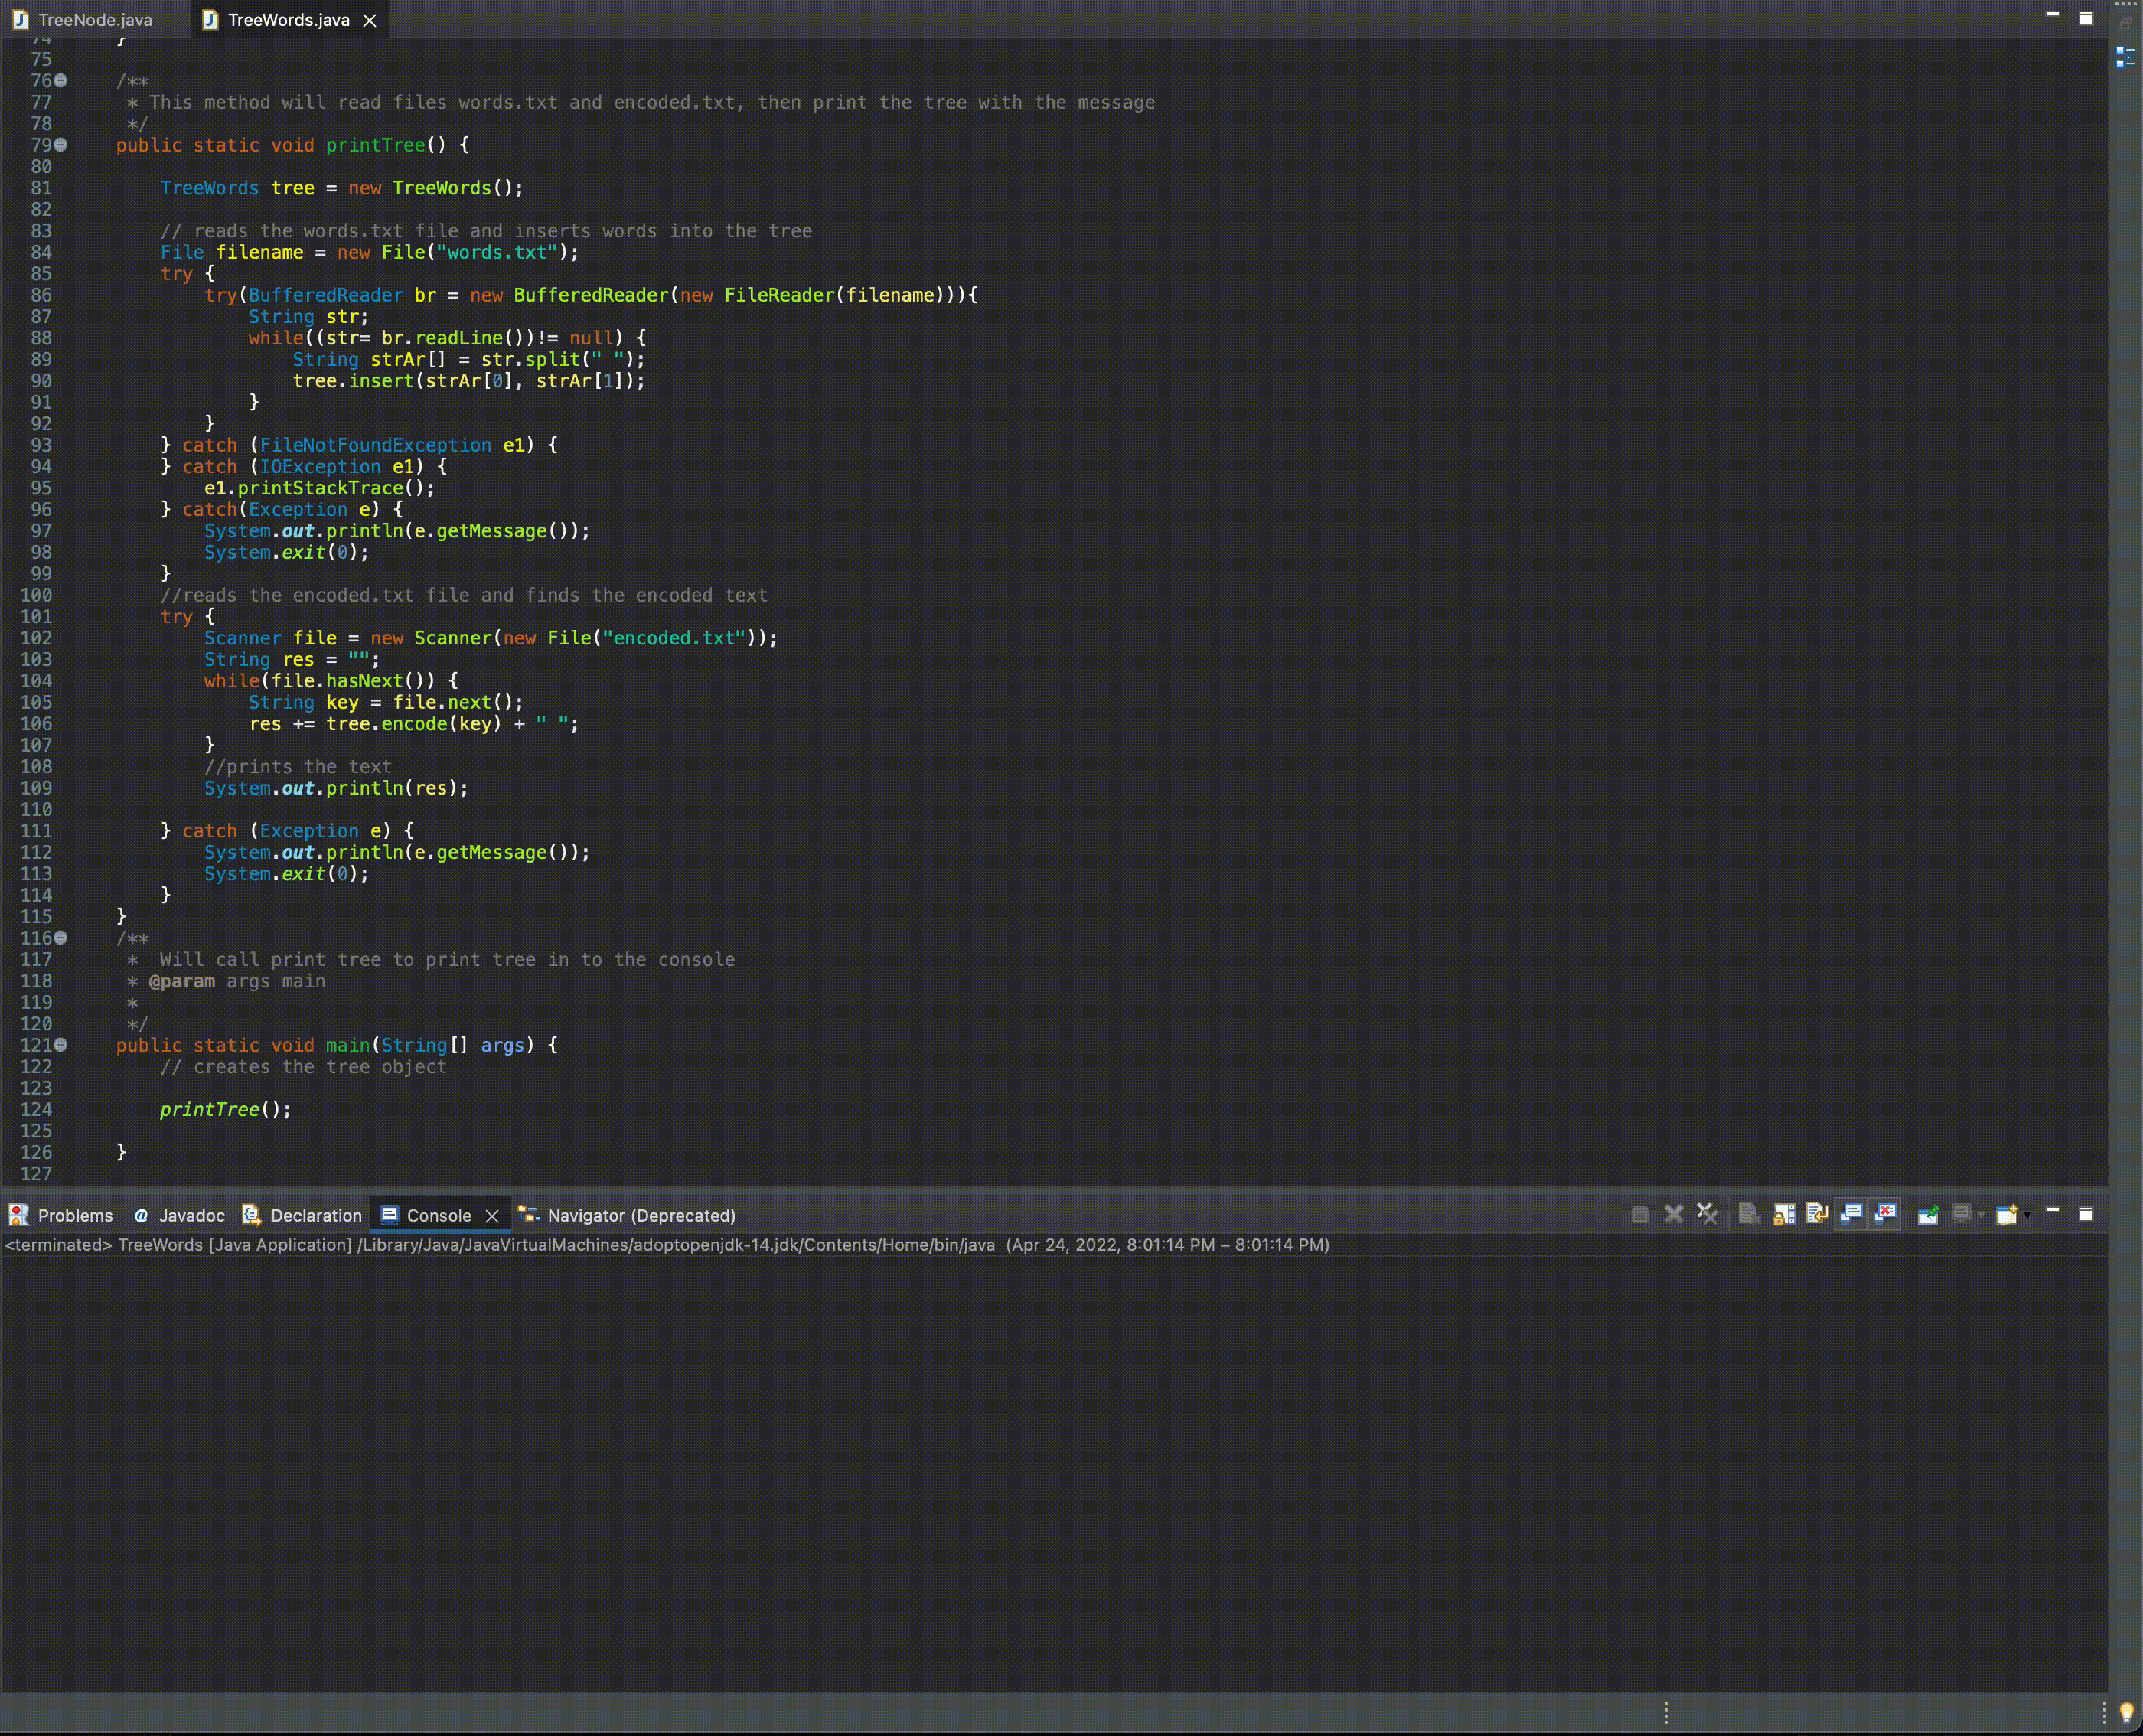 TreeNode.java TreeWords.java
74 }
75
76 /**
77 * This method will read files words.txt and encoded.txt, then print the tree with the message
78 */
79 public static void printTree() {
80
81 TreeWords tree = new TreeWords();
82
83 // reads the words.txt file and inserts words into the tree
84 File filename = new File("words.txt");
85 try {
86 try(BufferedReader br = new BufferedReader(new FileReader(filename))){
87 String str;
88 while((str= br.readLine())!= null) {
89 String strAr[] = str.split(" ");
90 tree.insert(strAr[0], strAr[1]);
91 }
92 }
93 } catch (FileNotFoundException e1) {
94 } catch (IOException e1) {
95 e1.printStackTrace();
96 } catch(Exception e) {
97 System.out.println(e.getMessage());
98 System.exit(0);
99 }
100 //reads the encoded.txt file and finds the encoded text
101 try {
102 Scanner file = new Scanner(new File("encoded.txt"));
103 String res = "";
104 while(file.hasNext()) {
105 String key = file.next();
106 res += tree.encode(key) + " ";
107 }
108 //prints the text
109 System.out.println(res);
110
111 } catch (Exception e) {
112 System.out.println(e.getMessage());
113 System.exit(0);
114 }
115 }
116 /**
117 *  Will call print tree to print tree in to the console
118 * @param args main
119 *
120 */
121 public static void main(String[] args) {
122 // creates the tree object
123
124 printTree();
125
126 }
127
Problems @ Javadoc Declaration Console Navigator (Deprecated)
<terminated> TreeWords [Java Application] /Library/Java/JavaVirtualMachines/adoptopenjdk-14.jdk/Contents/Home/bin/java (Apr 24, 2022, 8:01:14 PM – 8:01:14 PM)